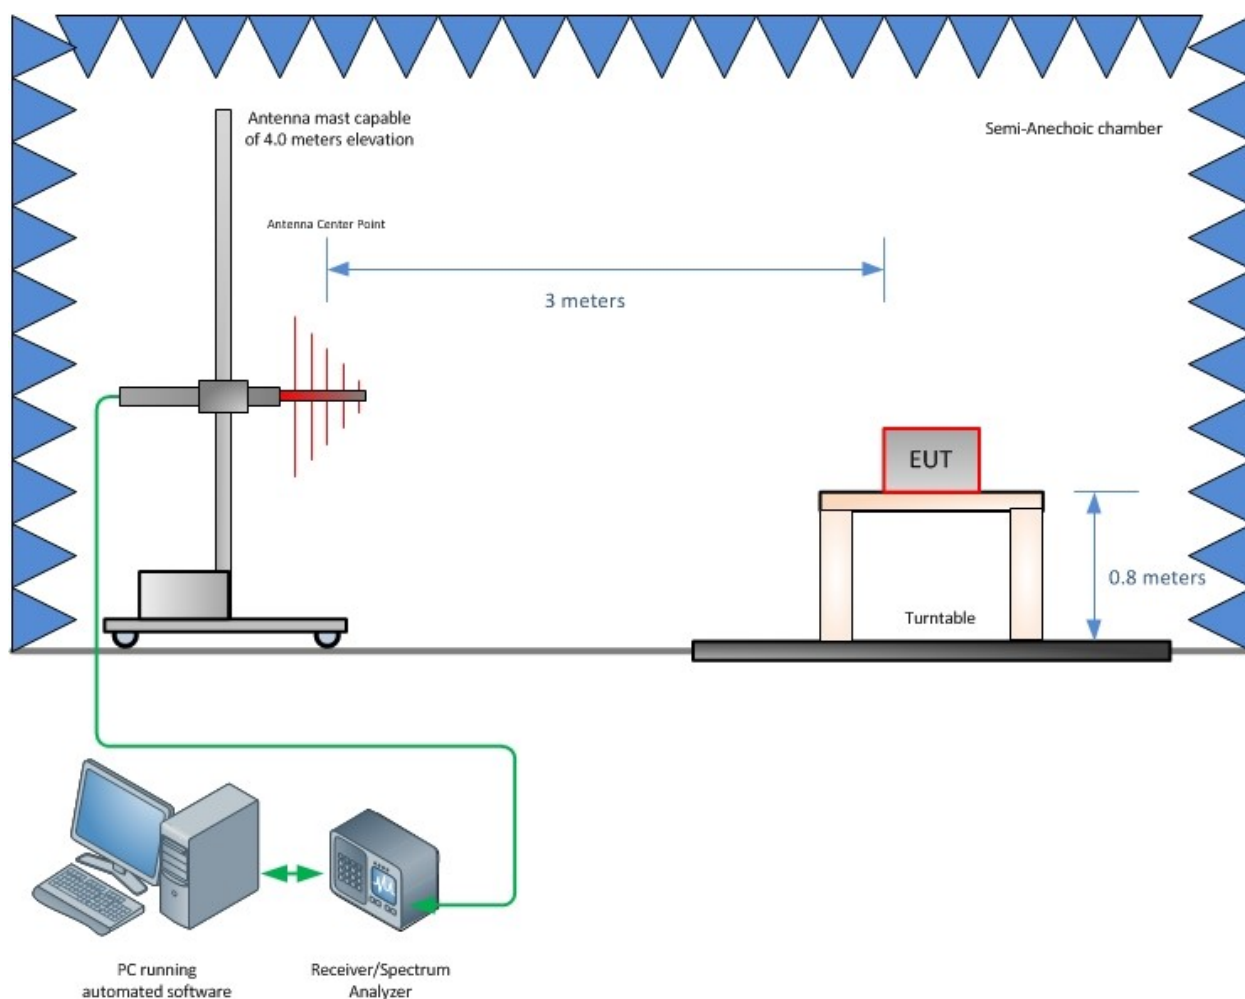 Antenna mast capable
of 4.0 meters elevation
Semi-Anechoic chamber
Antenna Center Point
3 meters
EUT
0.8 meters
Turntable
PC running
automated software
Receiver/Spectrum
Analyzer